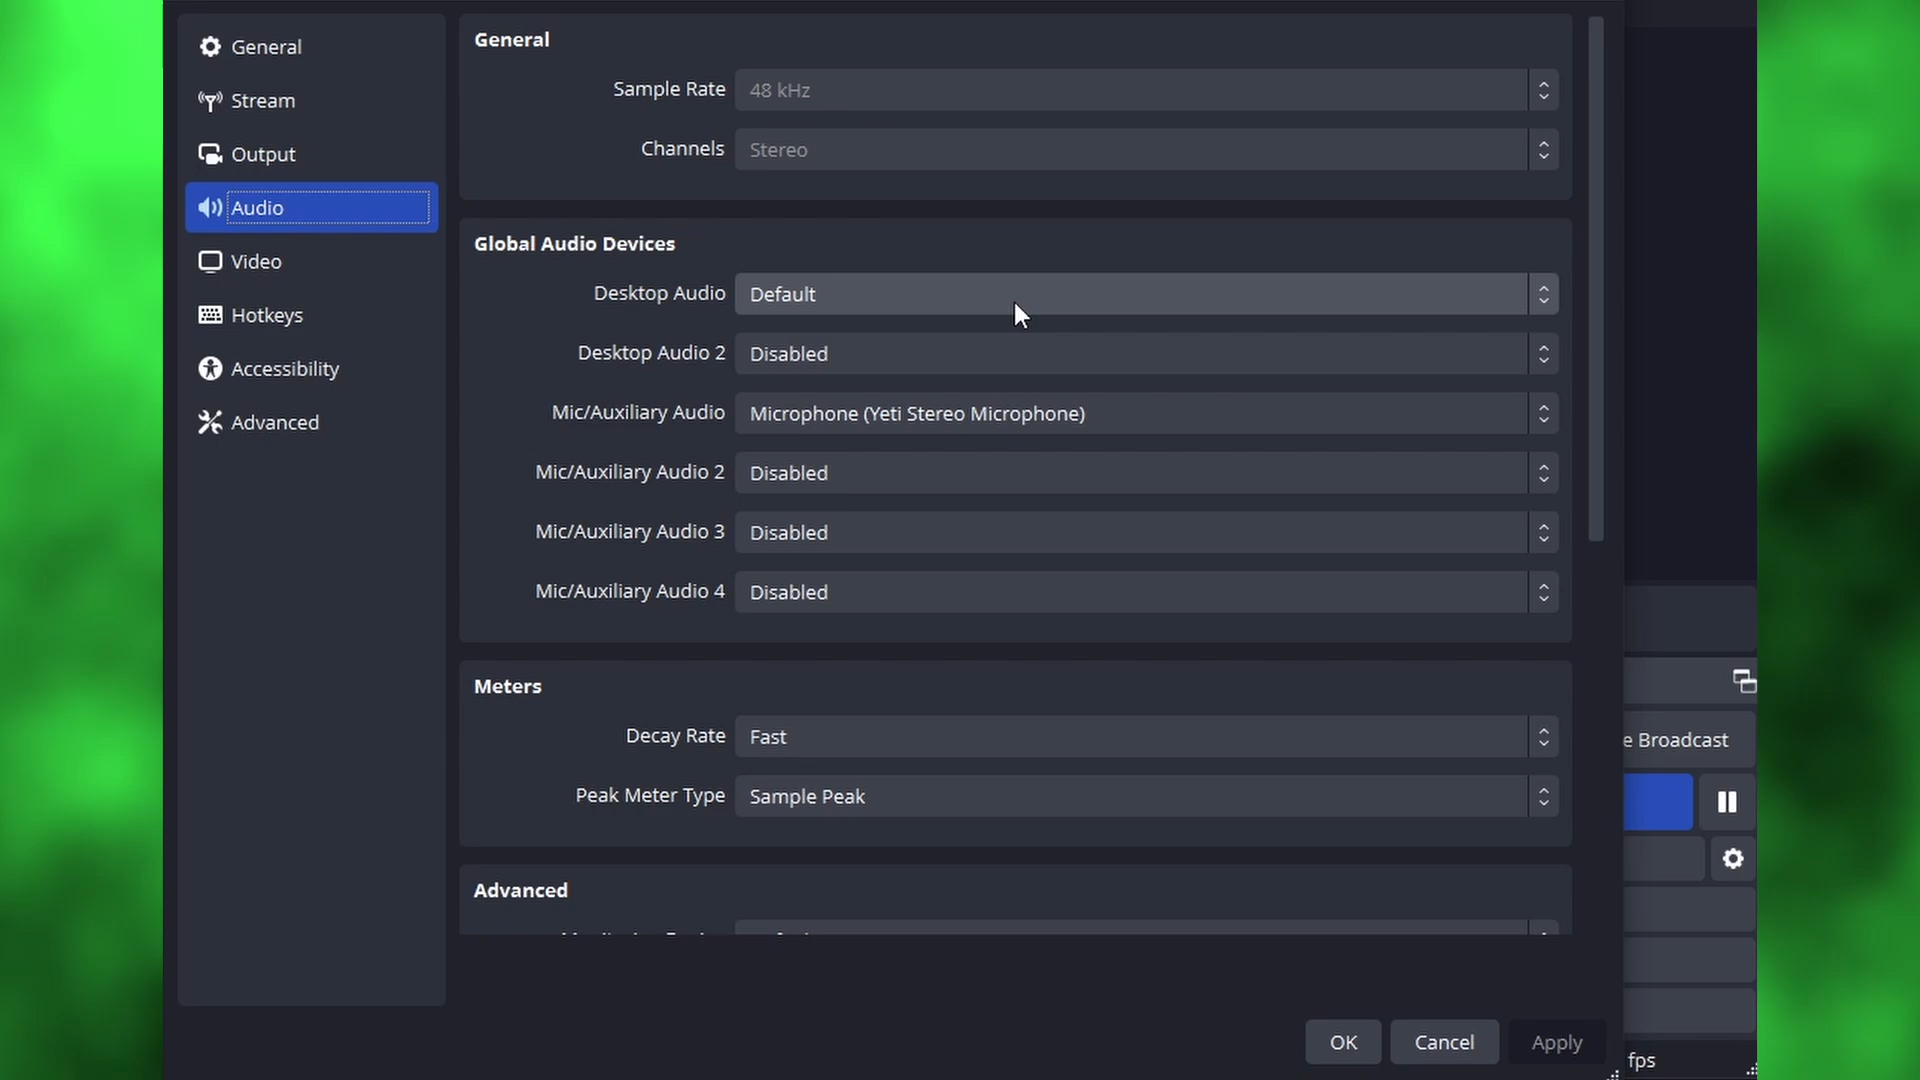 General
Stream
Output
Audio
Video
Hotkeys
Accessibility
Advanced
General
Sample Rate 48 kHz
Channels Stereo
Global Audio Devices
Desktop Audio Default
Desktop Audio 2 Disabled
Mic/Auxiliary Audio Microphone (Yeti Stereo Microphone)
Mic/Auxiliary Audio 2 Disabled
Mic/Auxiliary Audio 3 Disabled
Mic/Auxiliary Audio 4 Disabled
Meters
Decay Rate Fast
Peak Meter Type Sample Peak
Advanced
e Broadcast
OK Cancel Apply
fps